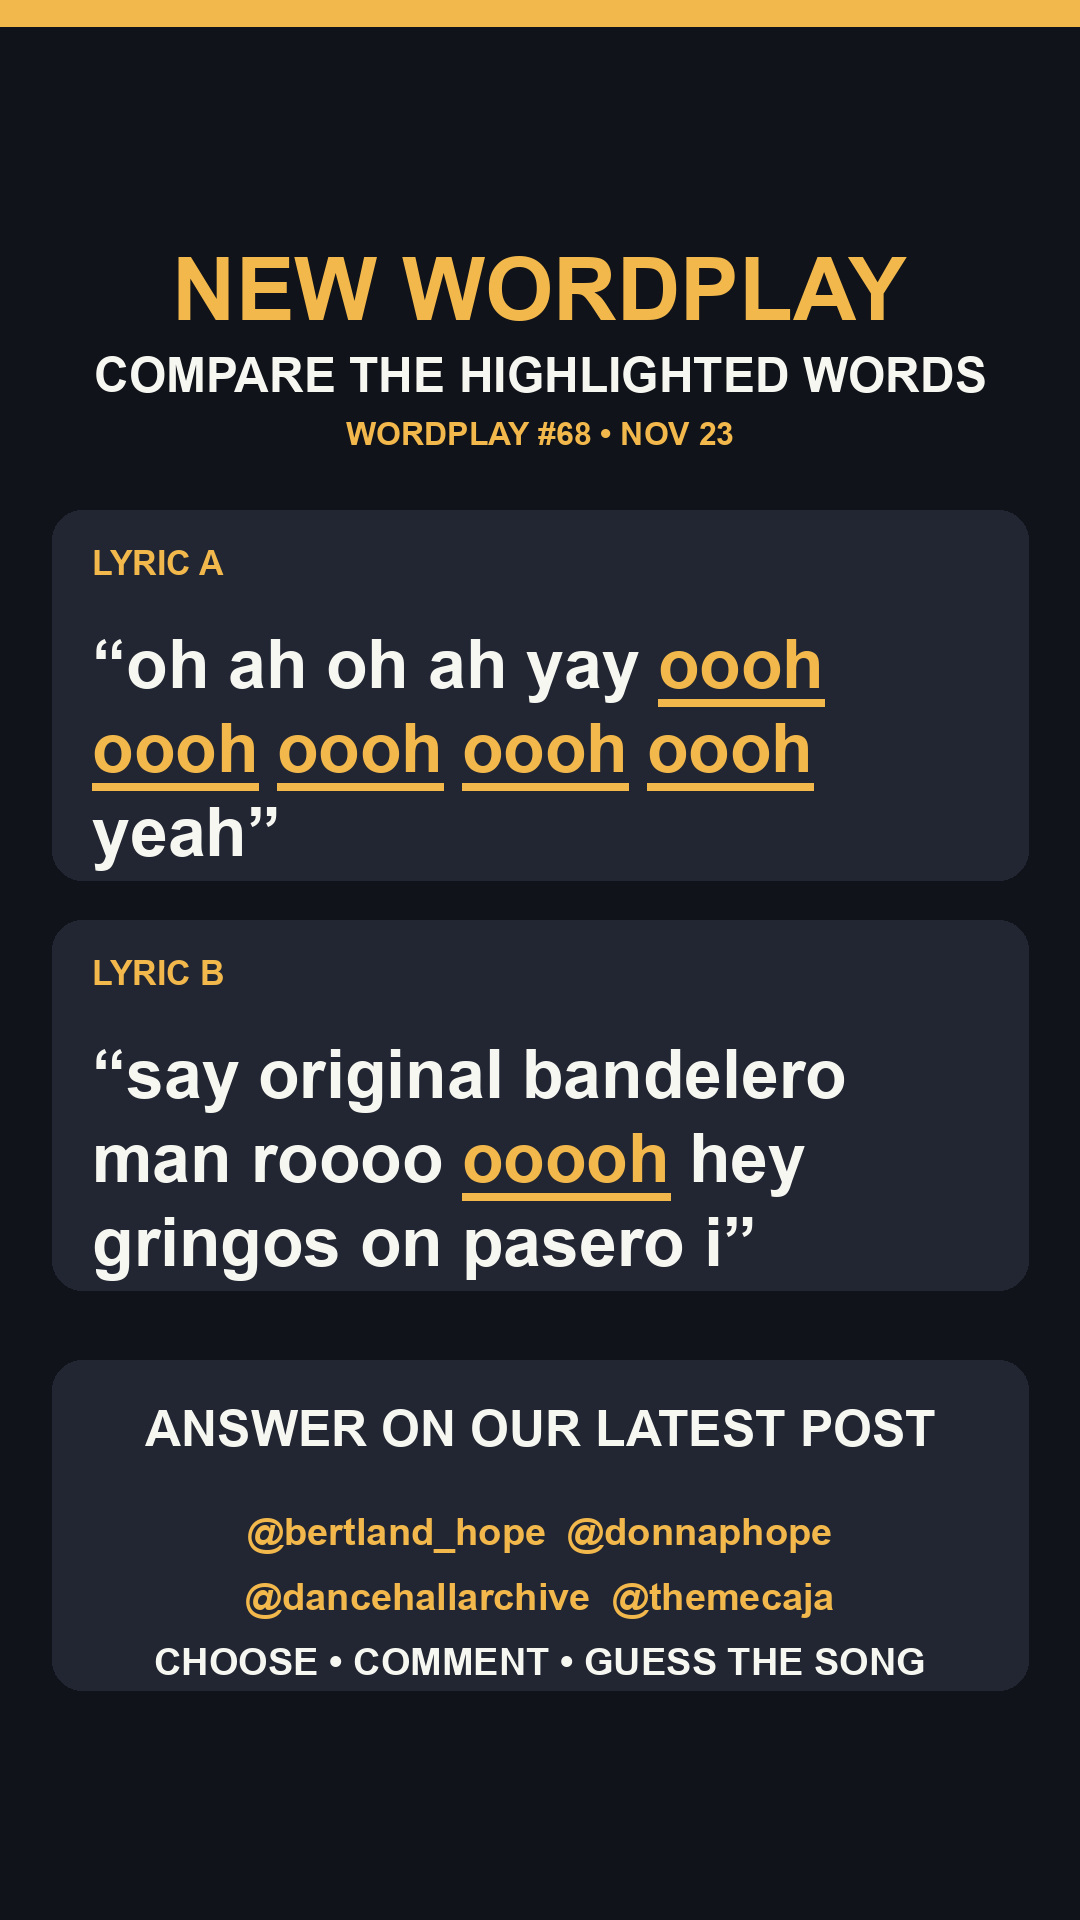 NEW WORDPLAY
COMPARE THE HIGHLIGHTED WORDS
WORDPLAY #68 • NOV 23
LYRIC A
“oh ah oh ah yay oooh
oooh oooh oooh oooh
yeah”
LYRIC B
“say original bandelero
man roooo ooooh hey
gringos on pasero i”
ANSWER ON OUR LATEST POST
@bertland_hope @donnaphope
@dancehallarchive @themecaja
CHOOSE • COMMENT • GUESS THE SONG